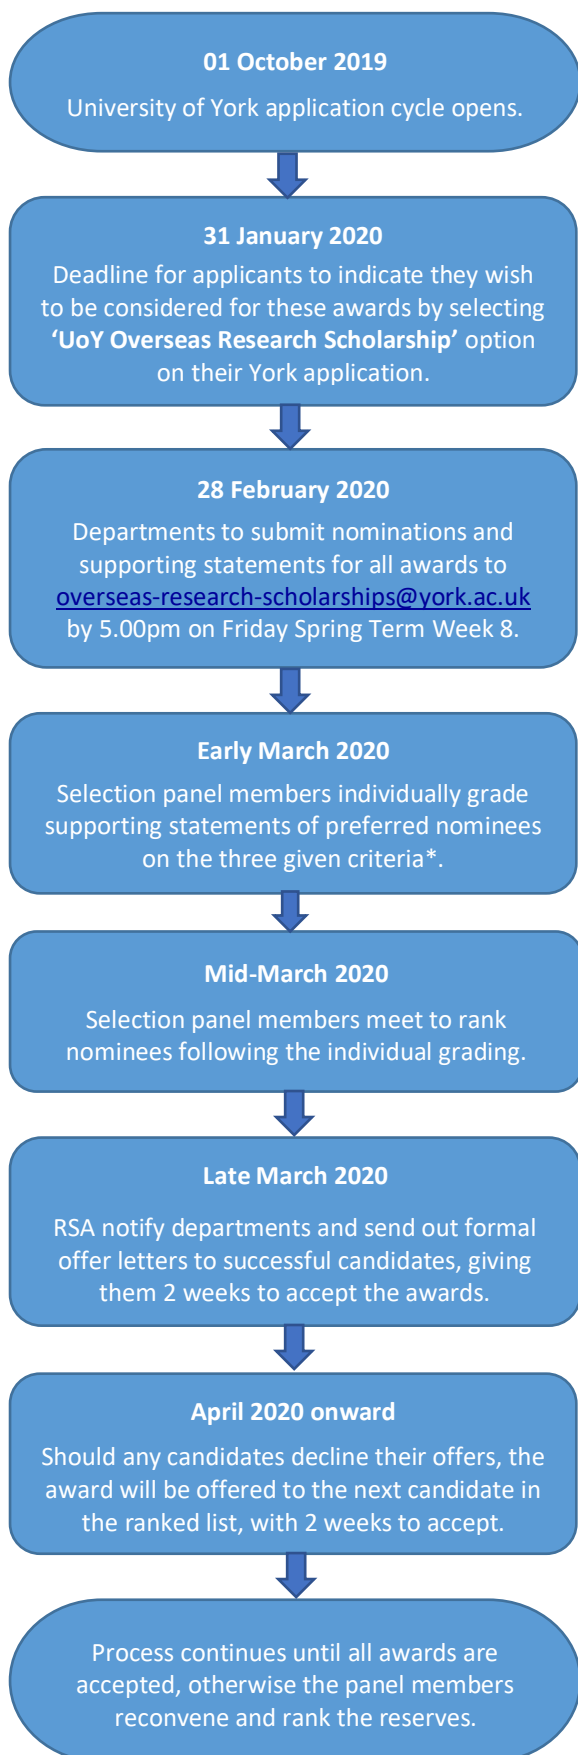 01 October 2019
University of York application cycle opens.
31 January 2020
Deadline for applicants to indicate they wish
to be considered for these awards by selecting
‘UoY Overseas Research Scholarship’ option
on their York application.
28 February 2020
Departments to submit nominations and
supporting statements for all awards to
overseas-research-scholarships@york.ac.uk
by 5.00pm on Friday Spring Term Week 8.
Early March 2020
Selection panel members individually grade
supporting statements of preferred nominees
on the three given criteria*.
Mid-March 2020
Selection panel members meet to rank
nominees following the individual grading.
Late March 2020
RSA notify departments and send out formal
offer letters to successful candidates, giving
them 2 weeks to accept the awards.
April 2020 onward
Should any candidates decline their offers, the
award will be offered to the next candidate in
the ranked list, with 2 weeks to accept.
Process continues until all awards are
accepted, otherwise the panel members
reconvene and rank the reserves.